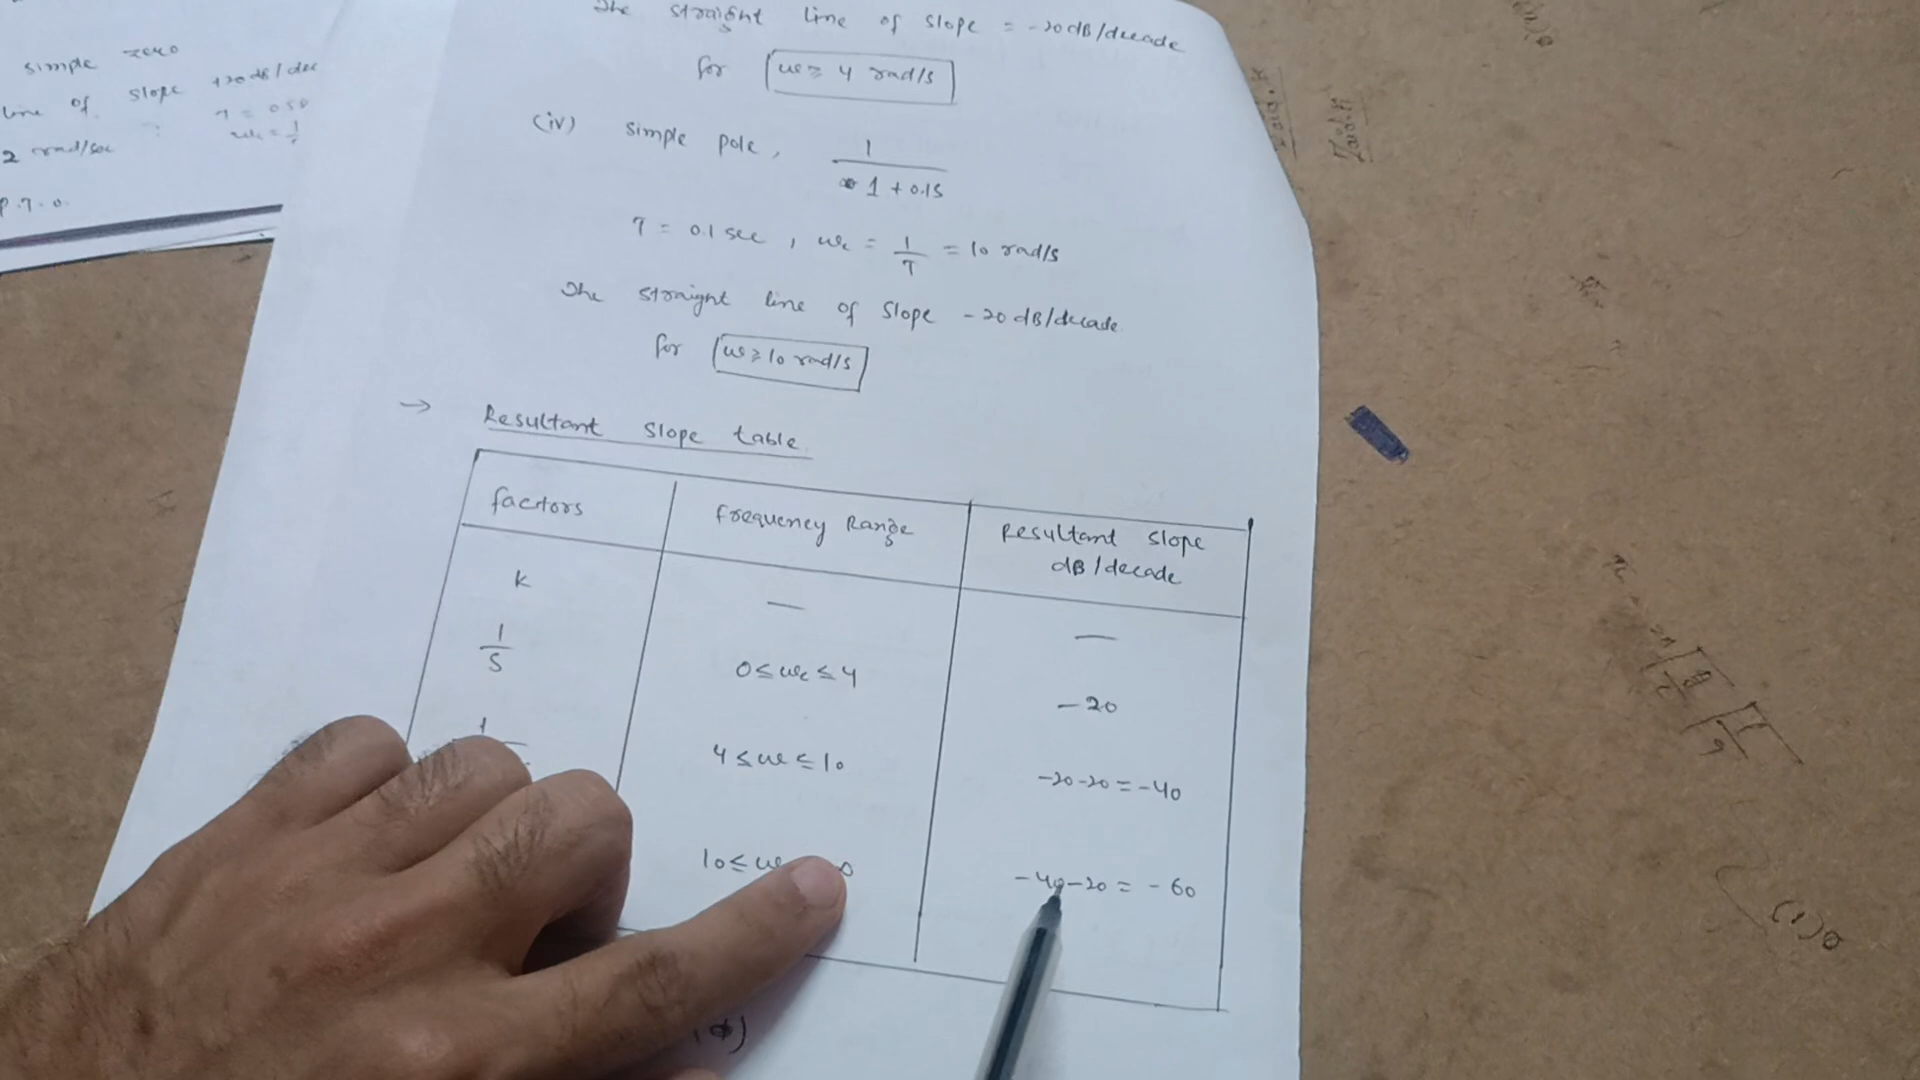 simple zero
line of slope +20 dB/dec
2 rad/sec
P.T.O.
The straight line of slope = -20 dB/decade
for ω ≥ 4 rad/s
(iv) simple pole, 1
1 + 0.1S
T = 0.1 sec , ωc = 1/T = 10 rad/s
The straight line of slope -20 dB/decade
for ω ≥ 10 rad/s
→ Resultant slope table
factors frequency Range Resultant slope dB/decade
K — —
1/S 0 ≤ ωc ≤ 4 -20
1 4 ≤ ω ≤ 10 -20-20 = -40
10 ≤ ω -40-20 = -60